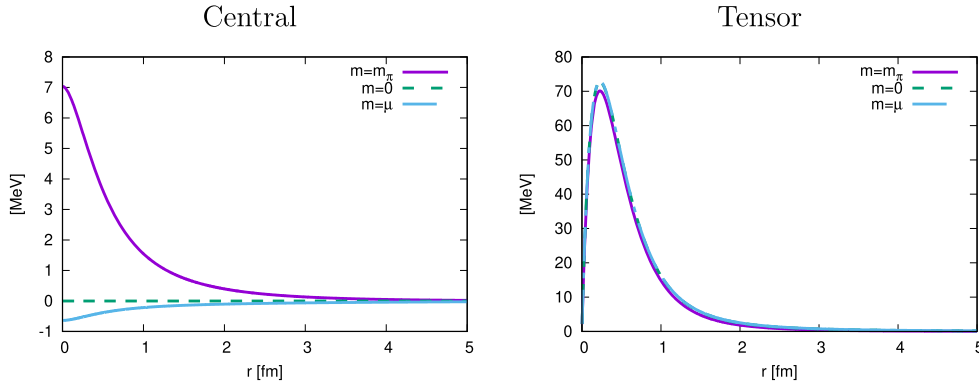 Central
8
7
6
5
4
3
2
1
0
-1
[MeV]
m=mπ
m=0
m=μ
0 1 2 3 4 5
r [fm]
Tensor
80
70
60
50
40
30
20
10
0
[MeV]
m=mπ
m=0
m=μ
0 1 2 3 4 5
r [fm]